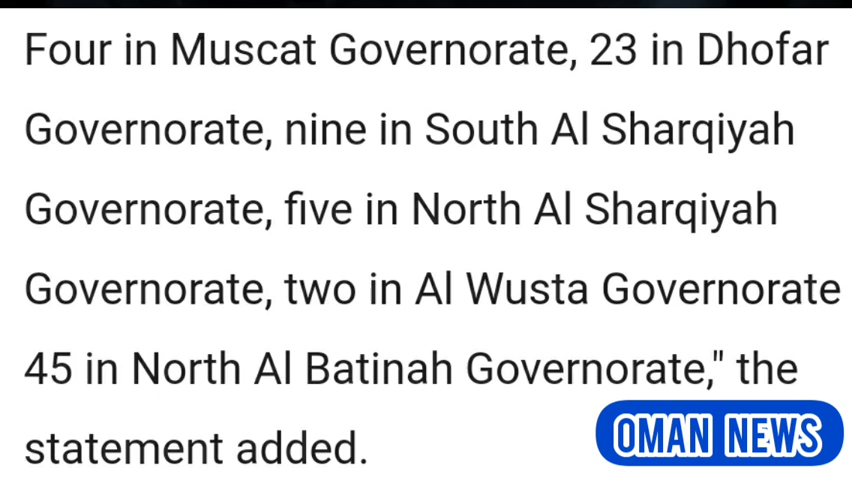 Four in Muscat Governorate, 23 in Dhofar
Governorate, nine in South Al Sharqiyah
Governorate, five in North Al Sharqiyah
Governorate, two in Al Wusta Governorate
45 in North Al Batinah Governorate," the
statement added.
OMAN NEWS